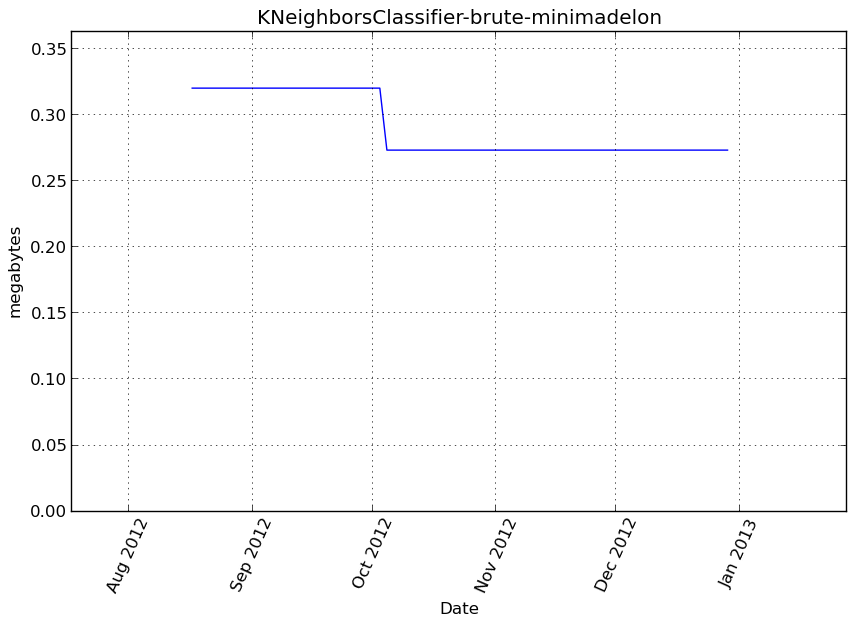 KNeighborsClassifier-brute-minimadelon
0.35
0.30
0.25
0.20
0.15
0.10
0.05
0.00
megabytes
Aug 2012
Sep 2012
Oct 2012
Nov 2012
Dec 2012
Jan 2013
Date